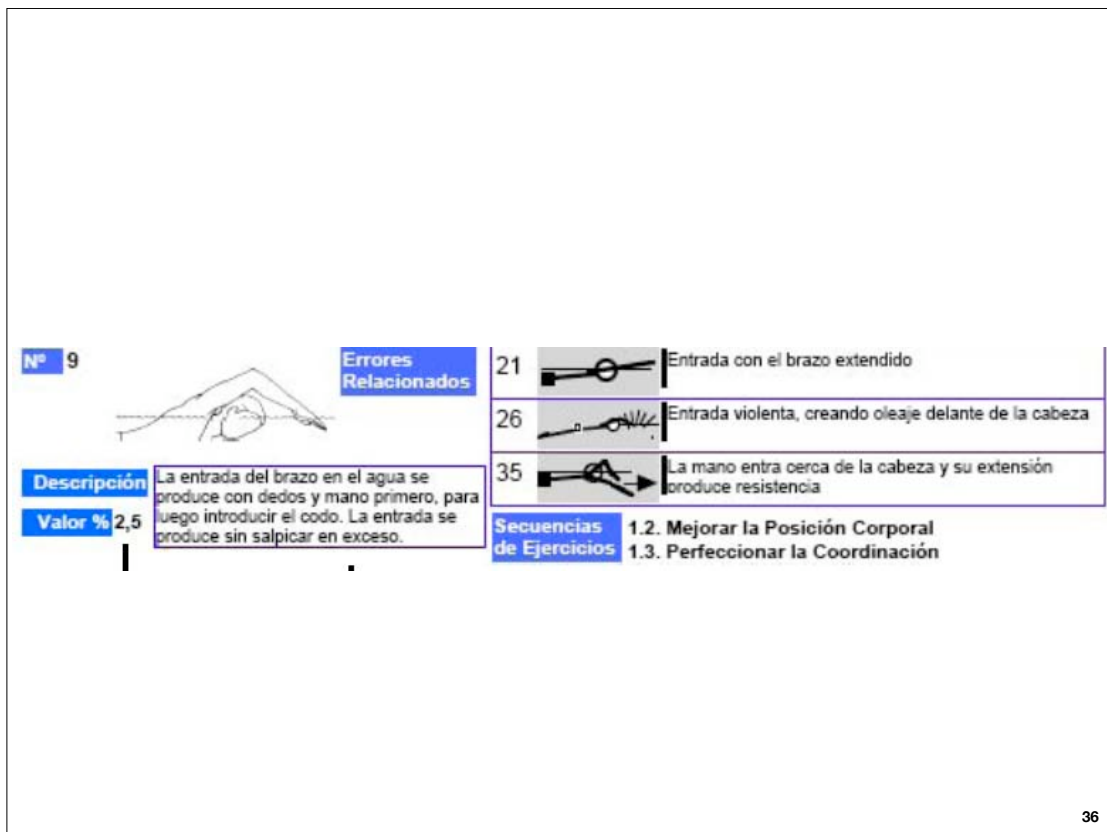 Nº 9
Errores
Relacionados
21 Entrada con el brazo extendido
26 Entrada violenta, creando oleaje delante de la cabeza
35 La mano entra cerca de la cabeza y su extensión
produce resistencia
Descripción
La entrada del brazo en el agua se
produce con dedos y mano primero, para
luego introducir el codo. La entrada se
produce sin salpicar en exceso.
Valor % 2,5
Secuencias
de Ejercicios
1.2. Mejorar la Posición Corporal
1.3. Perfeccionar la Coordinación
36